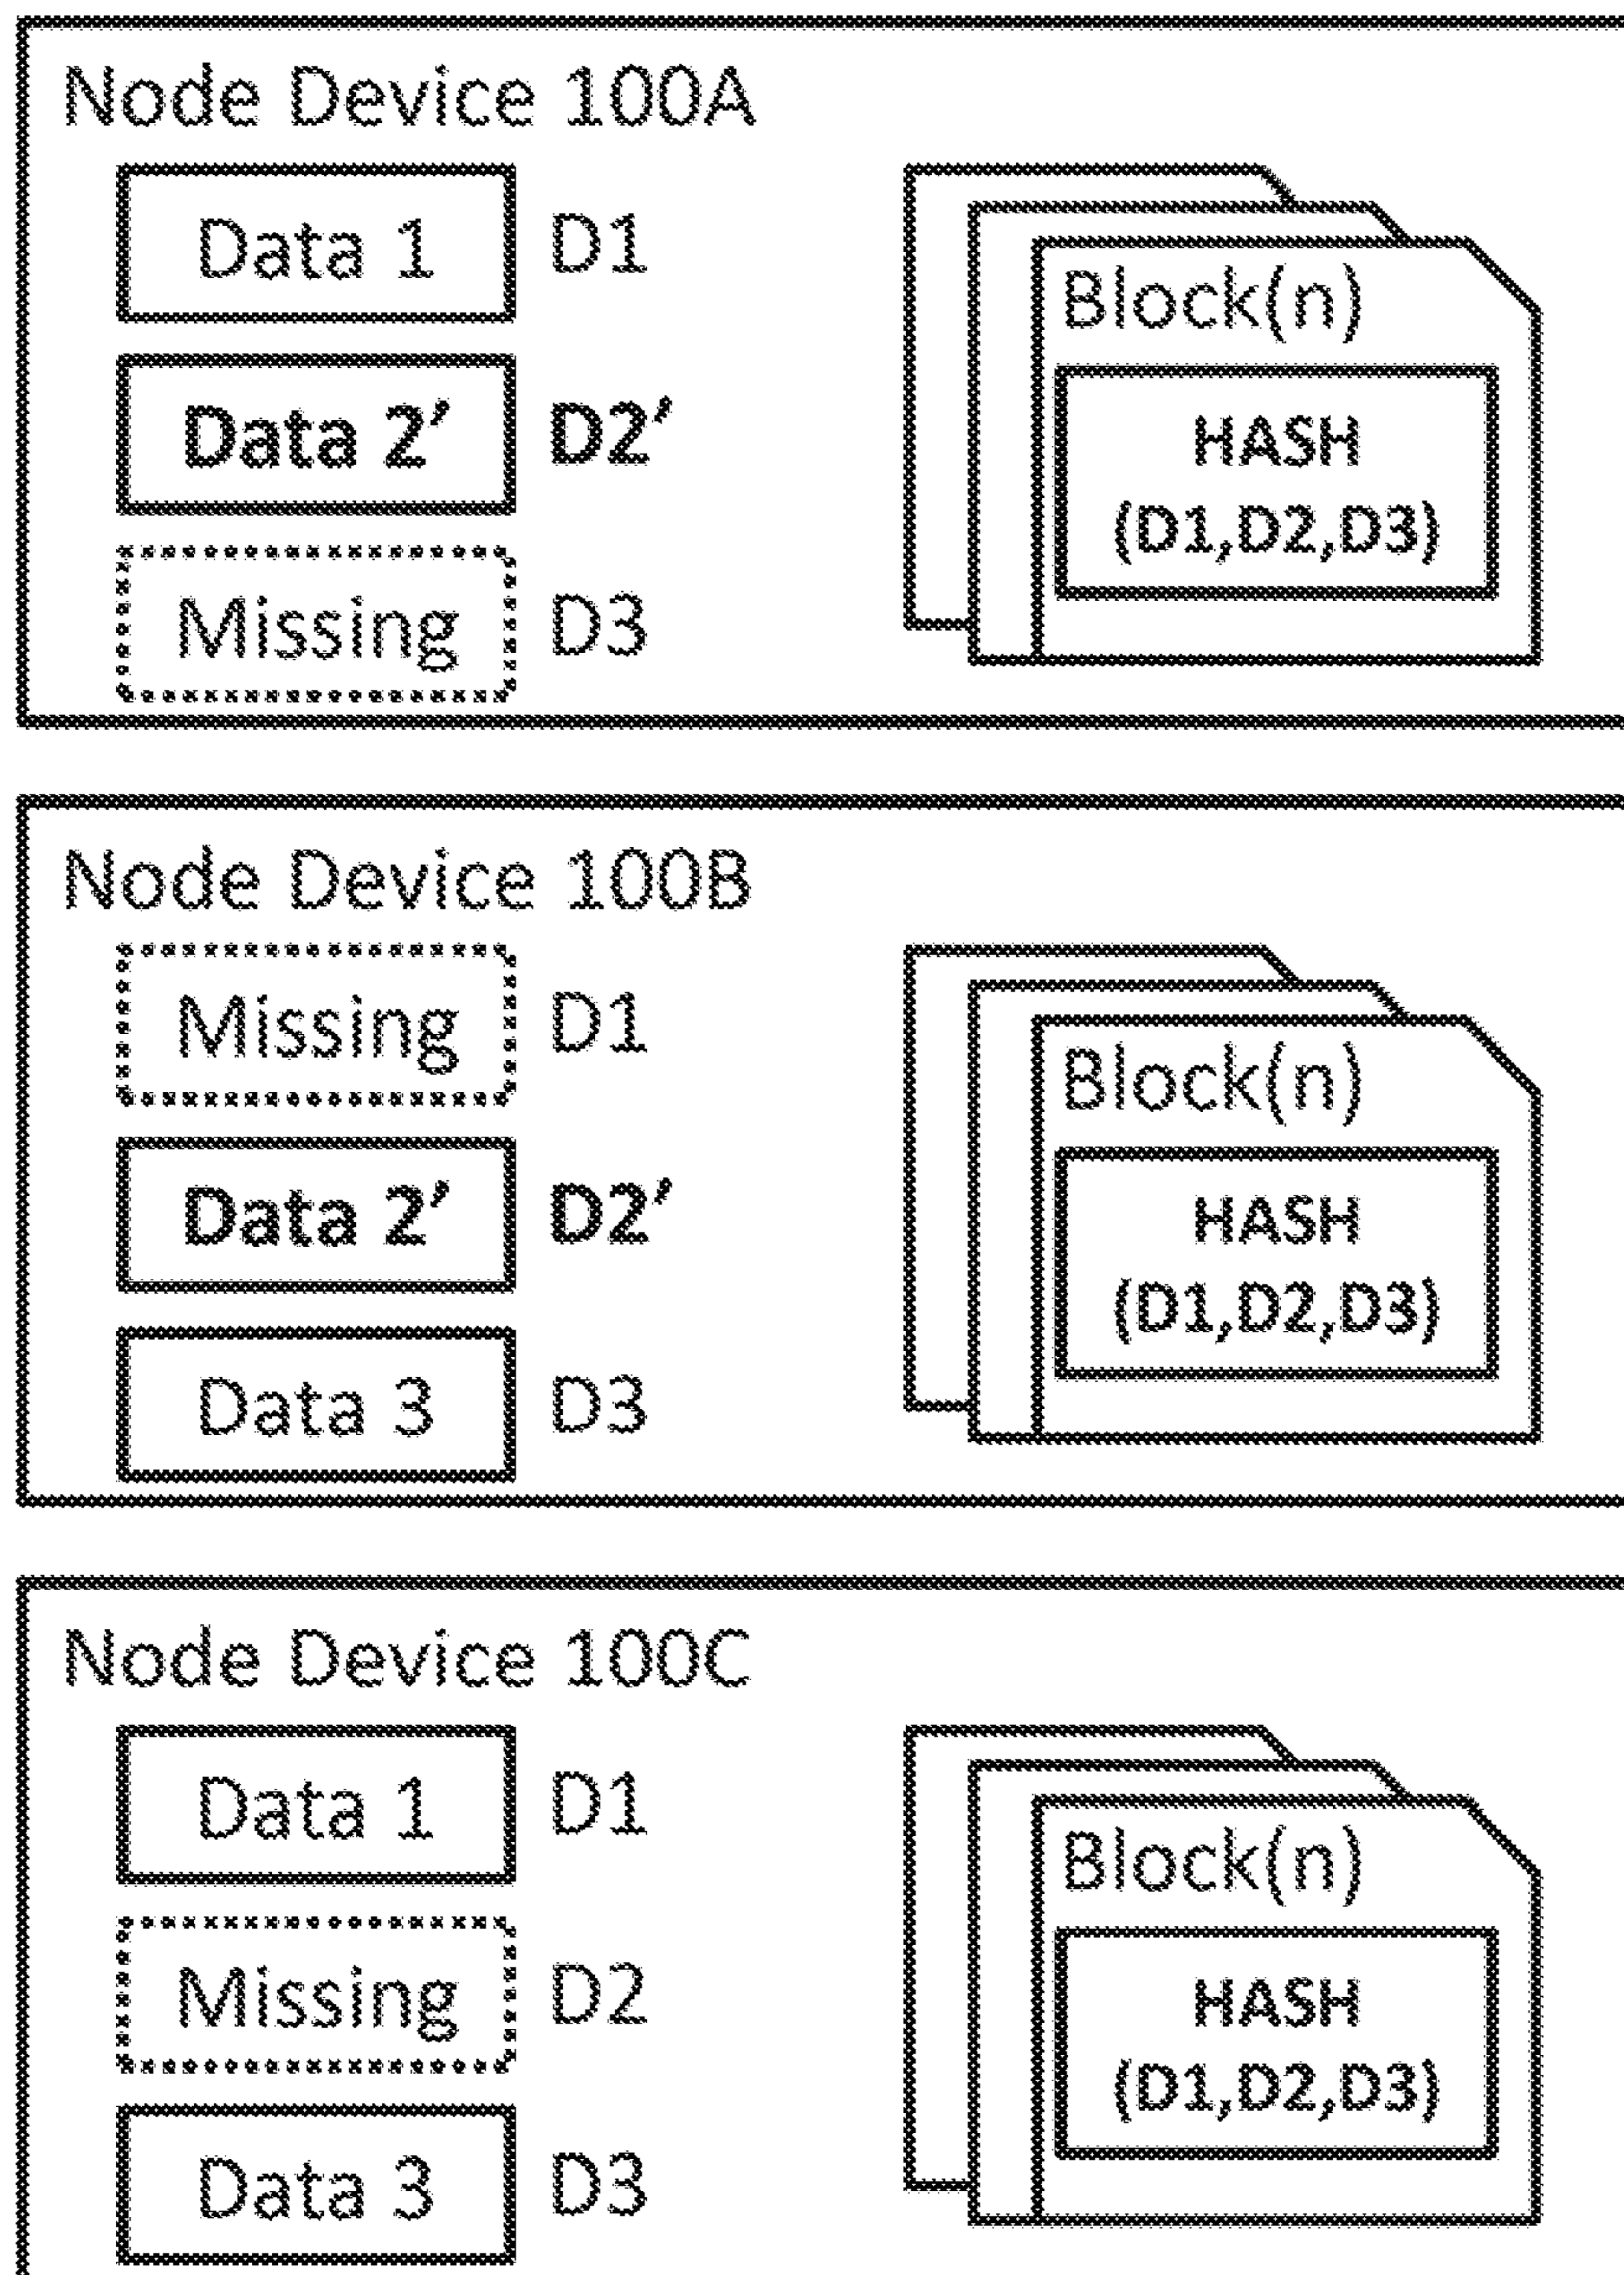 Node Device 100A
Data 1 D1
Data 2’ D2’
Missing D3
Block(n)
HASH
(D1,D2,D3)
Node Device 100B
Missing D1
Data 2’ D2’
Data 3 D3
Block(n)
HASH
(D1,D2,D3)
Node Device 100C
Data 1 D1
Missing D2
Data 3 D3
Block(n)
HASH
(D1,D2,D3)